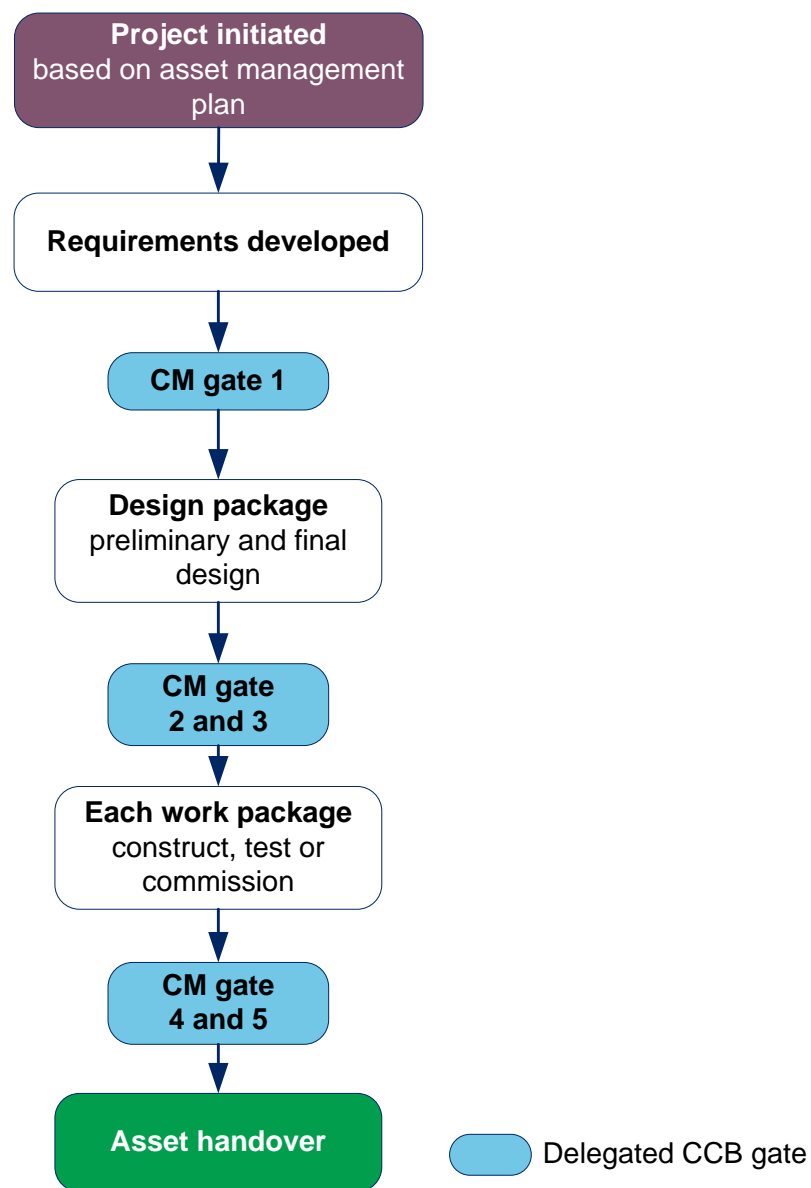 Project initiated
based on asset management
plan
Requirements developed
CM gate 1
Design package
preliminary and final
design
CM gate
2 and 3
Each work package
construct, test or
commission
CM gate
4 and 5
Asset handover
Delegated CCB gate